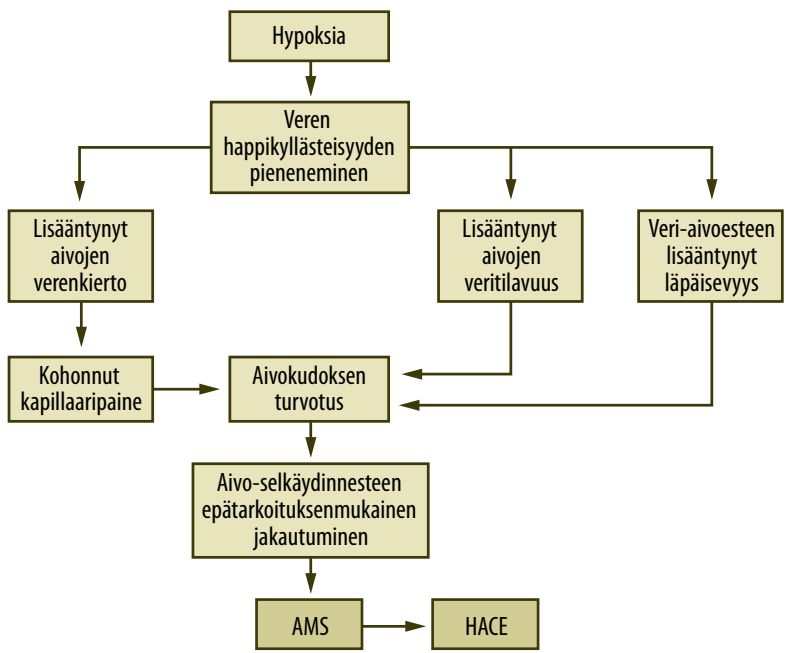 Hypoksia
Veren
happikyllästeisyyden
pieneneminen
Lisääntynyt
aivojen
verenkierto
Lisääntynyt
aivojen
veritilavuus
Veri-aivoesteen
lisääntynyt
läpäisevyys
Kohonnut
kapillaaripaine
Aivokudoksen
turvotus
Aivo-selkäydinnesteen
epätarkoituksenmukainen
jakautuminen
AMS
HACE